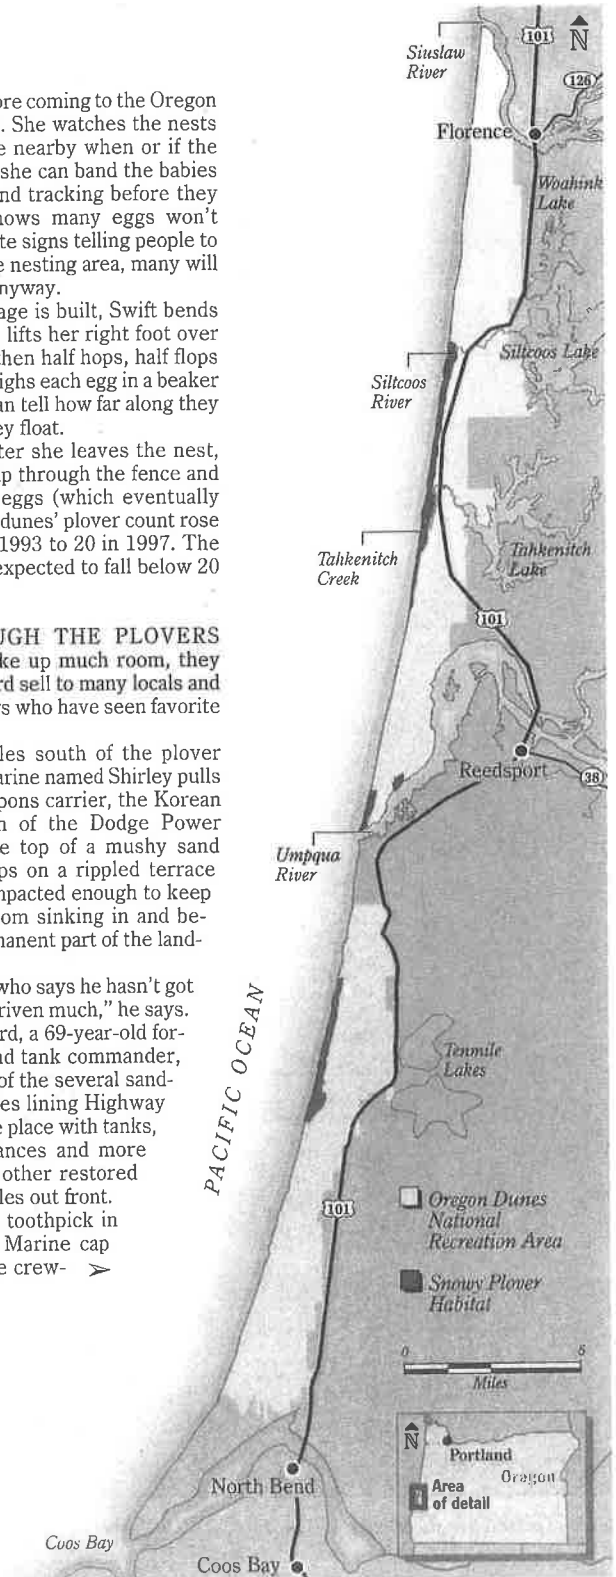 ore coming to the Oregon
. She watches the nests
e nearby when or if the
she can band the babies
nd tracking before they
nows many eggs won't
te signs telling people to
e nesting area, many will
nyway.
age is built, Swift bends
lifts her right foot over
then half hops, half flops
ighs each egg in a beaker
an tell how far along they
ey float.
ter she leaves the nest,
p through the fence and
eggs (which eventually
dunes' plover count rose
1993 to 20 in 1997. The
expected to fall below 20
UGH THE PLOVERS
ke up much room, they
rd sell to many locals and
rs who have seen favorite
les south of the plover
arine named Shirley pulls
pons carrier, the Korean
n of the Dodge Power
e top of a mushy sand
ps on a rippled terrace
mpacted enough to keep
om sinking in and be-
manent part of the land-
who says he hasn't got
riven much," he says.
rd, a 69-year-old for-
nd tank commander,
of the several sand-
es lining Highway
e place with tanks,
ances and more
other restored
les out front.
toothpick in
Marine cap
e crew- ➢
101
N
Siuslaw
River
126
Florence
Woahink
Lake
Siltcoos Lake
Siltcoos
River
Tahkenitch
Creek
Tahkenitch
Lake
101
Reedsport
38
Umpqua
River
PACIFIC OCEAN
Tenmile
Lakes
101
Oregon Dunes
National
Recreation Area
Snowy Plover
Habitat
0 5
Miles
N
Portland
Oregon
Area
of detail
North Bend
Coos Bay
Coos Bay